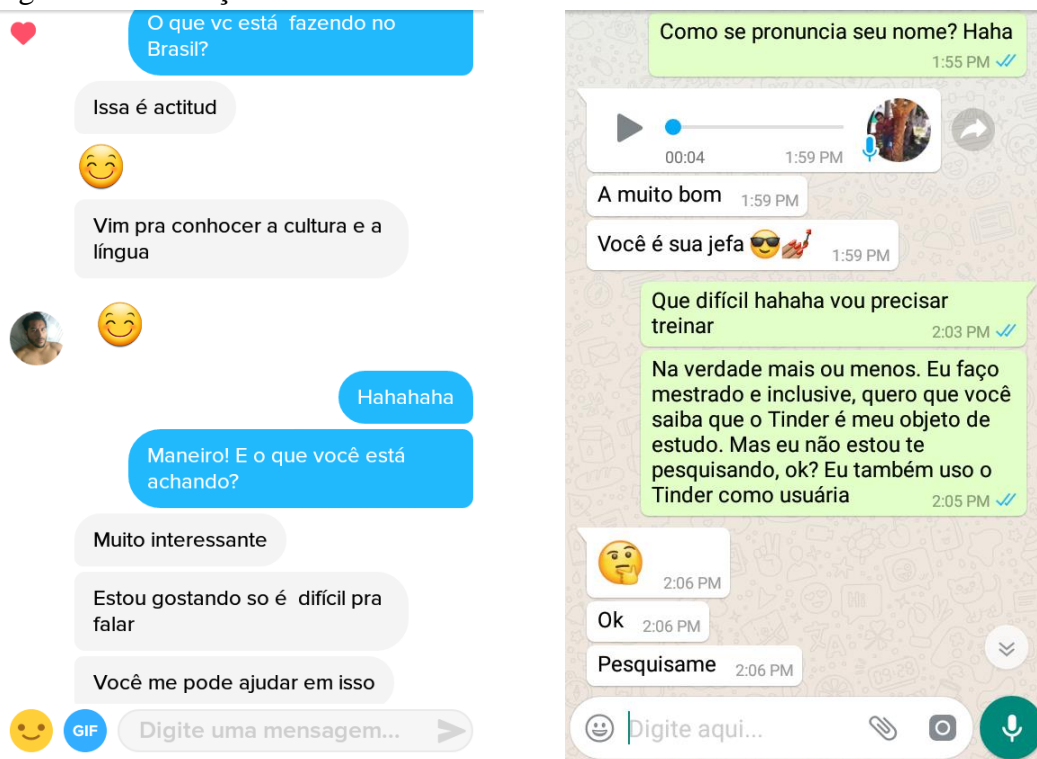 O que vc está  fazendo no
Brasil?
Issa é actitud
😊
Vim pra conhocer a cultura e a
língua
😊
Hahahaha
Maneiro! E o que você está
achando?
Muito interessante
Estou gostando so é  difícil pra
falar
Você me pode ajudar em isso
GIF
Digite uma mensagem...
Como se pronuncia seu nome? Haha
1:55 PM
00:04
1:59 PM
A muito bom 1:59 PM
Você é sua jefa 😎💅 1:59 PM
Que difícil hahaha vou precisar
treinar 2:03 PM
Na verdade mais ou menos. Eu faço
mestrado e inclusive, quero que você
saiba que o Tinder é meu objeto de
estudo. Mas eu não estou te
pesquisando, ok? Eu também uso o
Tinder como usuária 2:05 PM
🤔 2:06 PM
Ok 2:06 PM
Pesquisame 2:06 PM
Digite aqui...